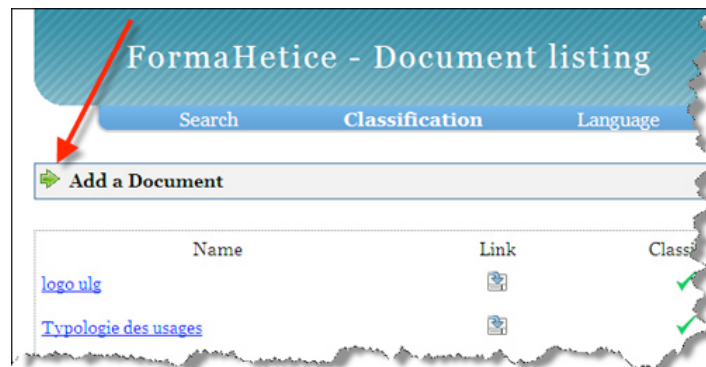 FormaHetice - Document listing
Search Classification Language
Add a Document
Name Link
logo ulg
Typologie des usages